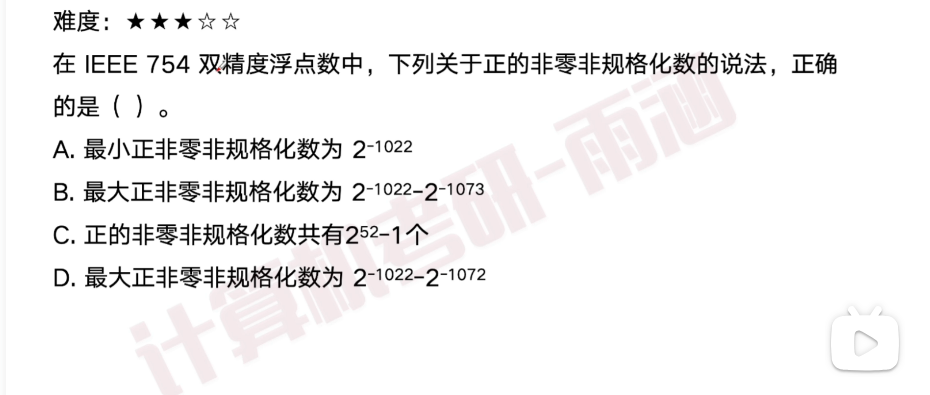 难度：★★★☆☆
在 IEEE 754 双精度浮点数中，下列关于正的非零非规格化数的说法，正确
的是（ ）。
A. 最小正非零非规格化数为 2⁻¹⁰²²
B. 最大正非零非规格化数为 2⁻¹⁰²²–2⁻¹⁰⁷³
C. 正的非零非规格化数共有2⁵²–1个
D. 最大正非零非规格化数为 2⁻¹⁰²²–2⁻¹⁰⁷²
计算机考研-雨涵